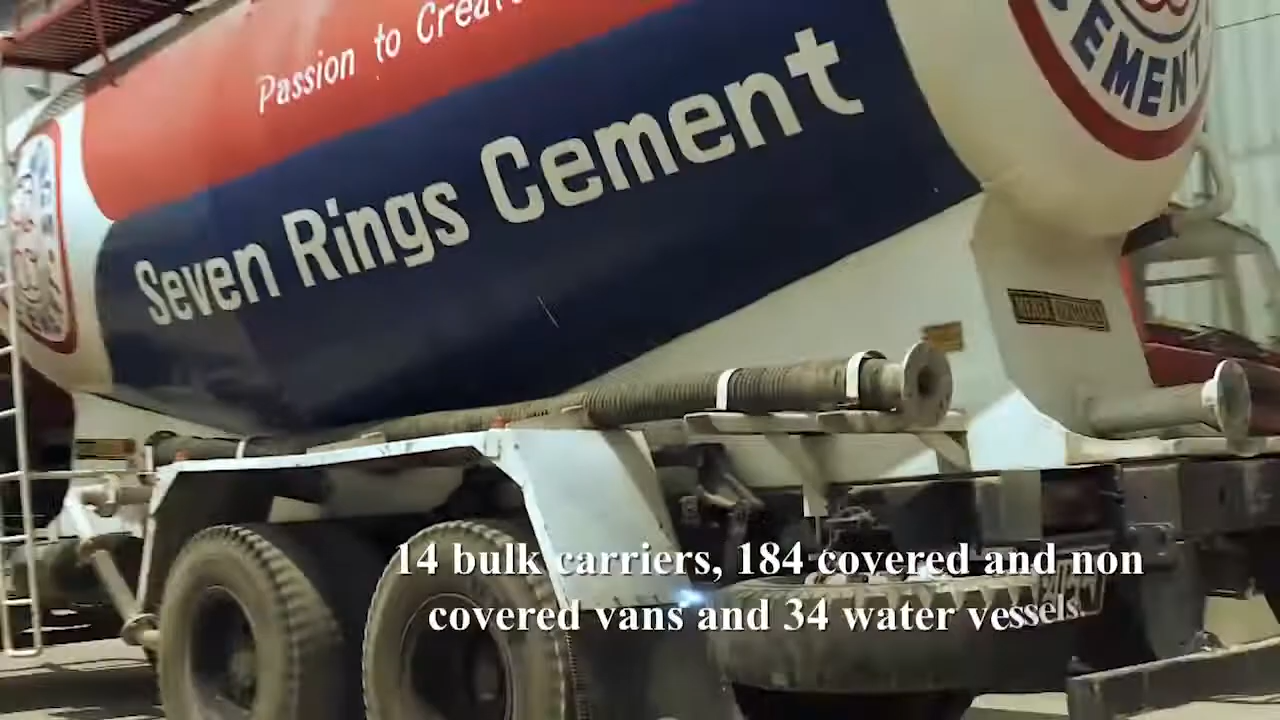 Passion to Create
Seven Rings Cement
CEMENT
14 bulk carriers, 184 covered and non
covered vans and 34 water vessels.